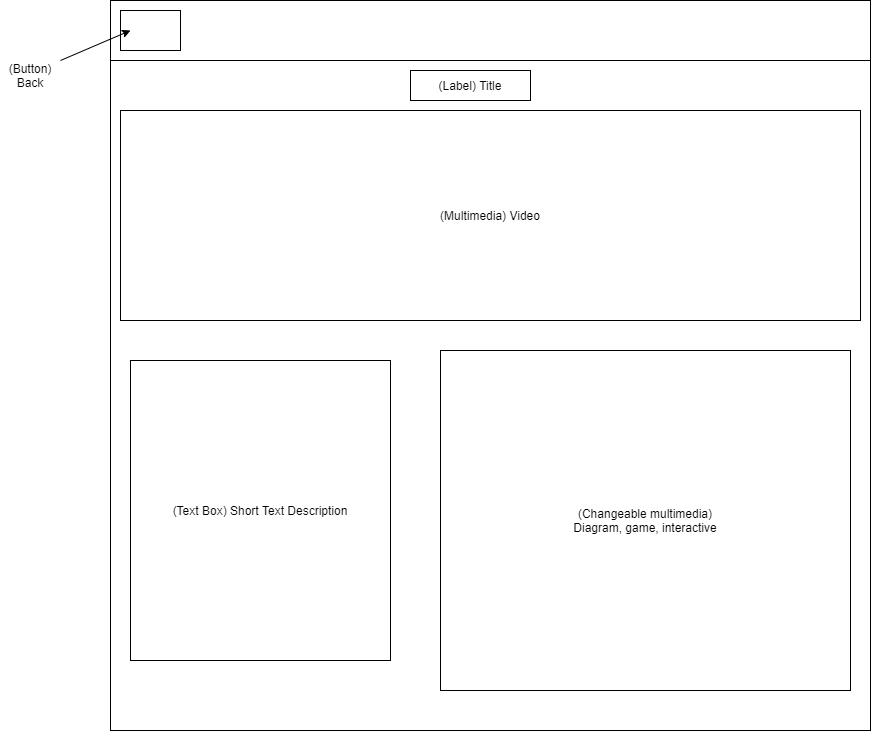 (Button)
Back
(Label) Title
(Multimedia) Video
(Text Box) Short Text Description
(Changeable multimedia)
Diagram, game, interactive